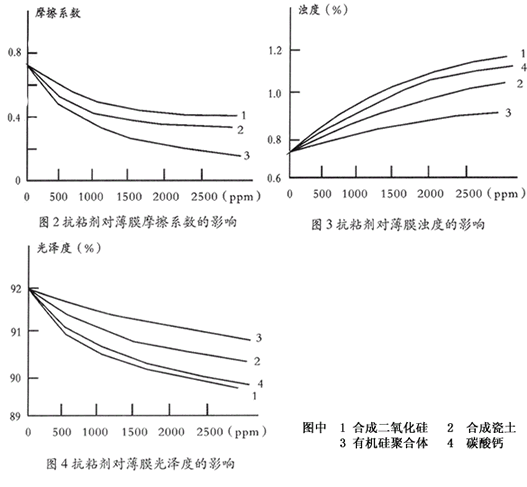 摩擦系数
0.8
0.4
0
1
2
3
500 1000 1500 2000 2500 (ppm)
图2抗粘剂对薄膜摩擦系数的影响
浊度(%)
1.2
1.0
0.8
0.6
1
4
2
3
0 500 1000 1500 2000 2500 (ppm)
图3抗粘剂对薄膜浊度的影响
光泽度(%)
92
91
90
89
3
2
4
1
0 500 1000 1500 2000 2500 (ppm)
图4抗粘剂对薄膜光泽度的影响
图中 1 合成二氧化硅 2 合成瓷土
3 有机硅聚合体 4 碳酸钙